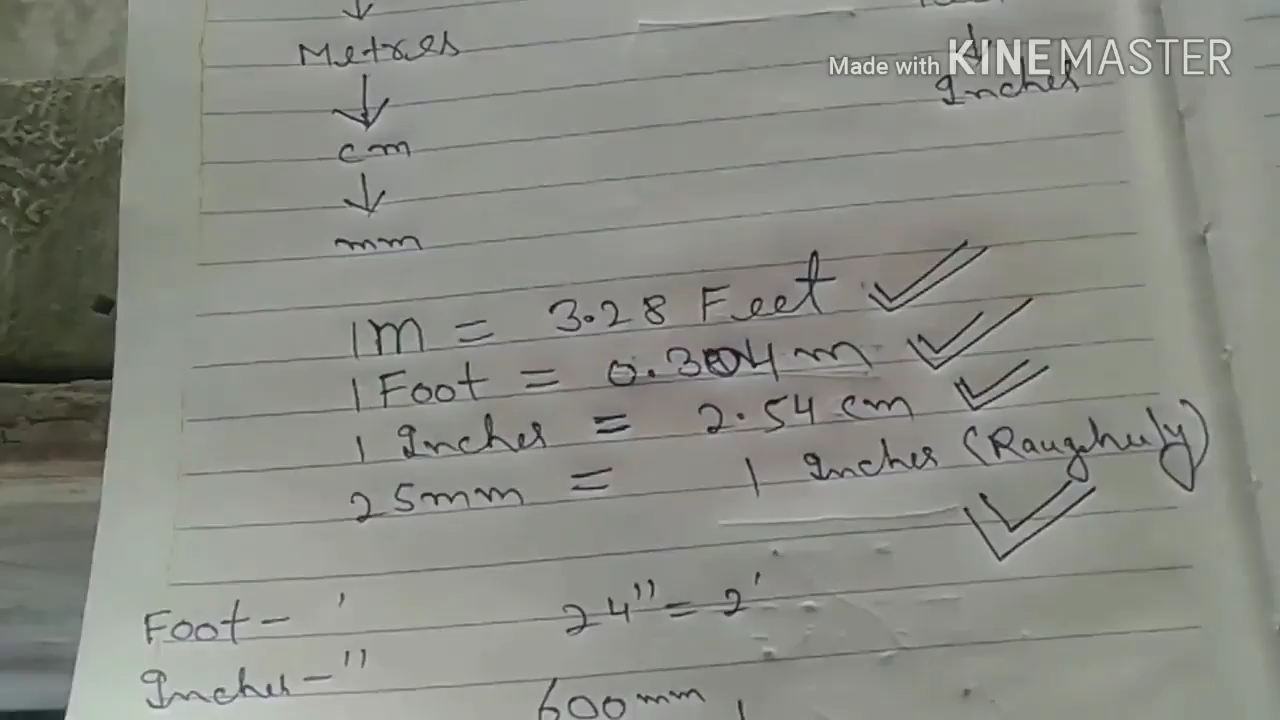 Metres
Made with KINEMASTER
Inches
cm
mm
1m = 3.28 Feet
1 Foot = 0.304 m
1 Inches = 2.54 cm
25mm = 1 Inches (Raughely)
Foot - '
24" = 2'
Inches - "
600mm